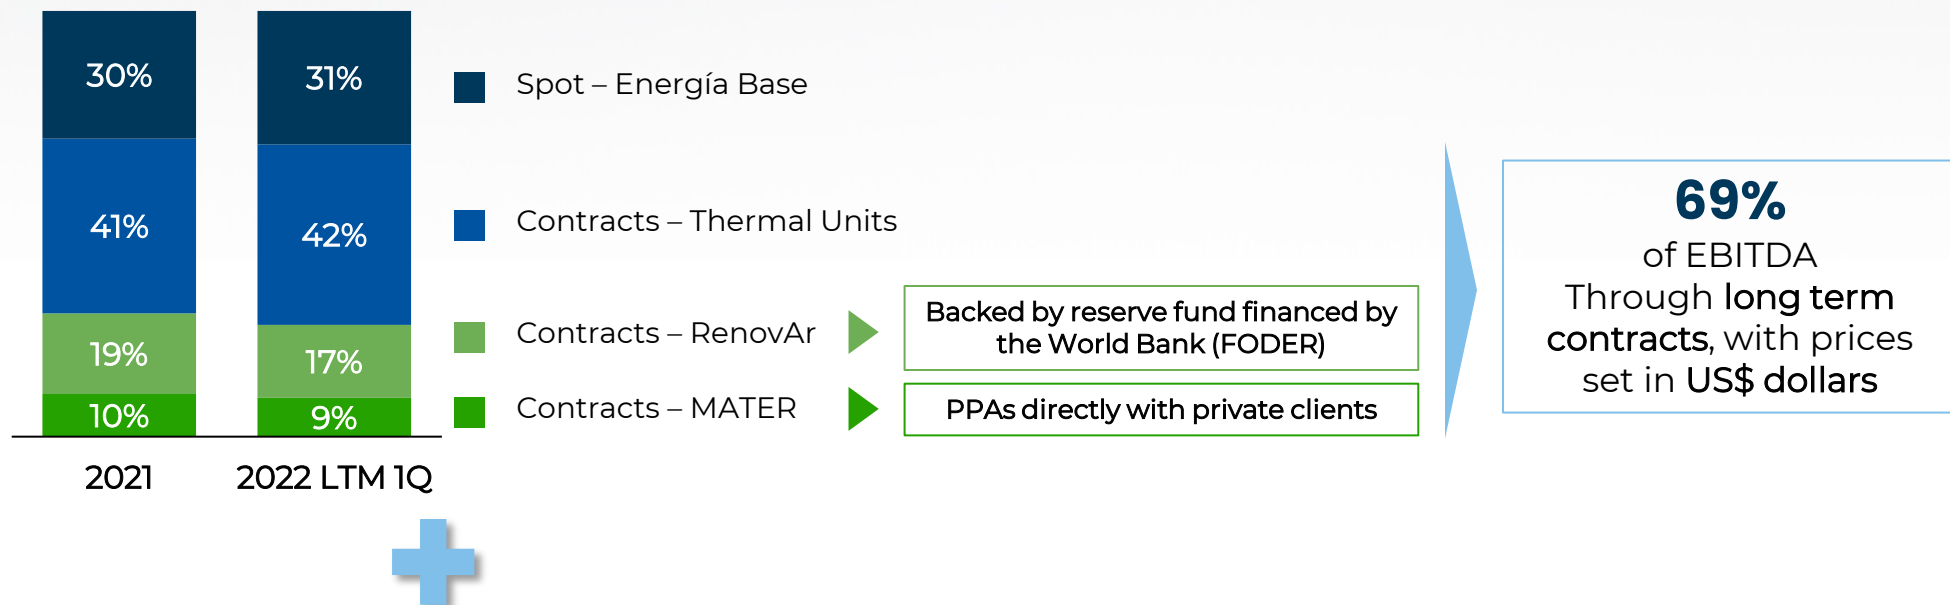 30%
41%
19%
10%
2021
31%
42%
17%
9%
2022 LTM 1Q
Spot – Energía Base
Contracts – Thermal Units
Contracts – RenovAr
Contracts – MATER
Backed by reserve fund financed by
the World Bank (FODER)
PPAs directly with private clients
69%
of EBITDA
Through long term
contracts, with prices
set in US$ dollars